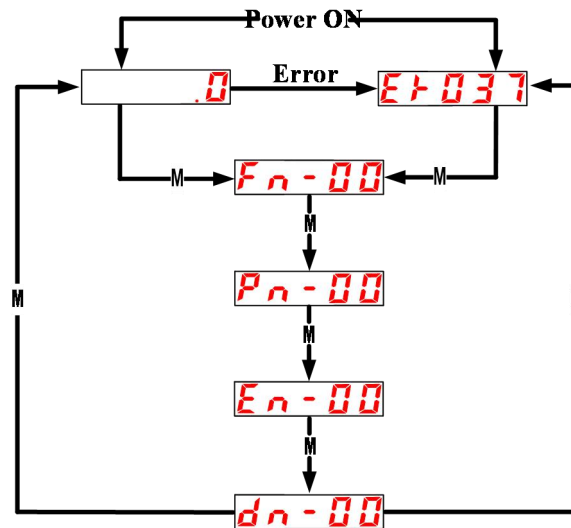 Power ON
.0
Error
Er037
M
Fn-00
M
M
Pn-00
M
M
En-00
M
dn-00